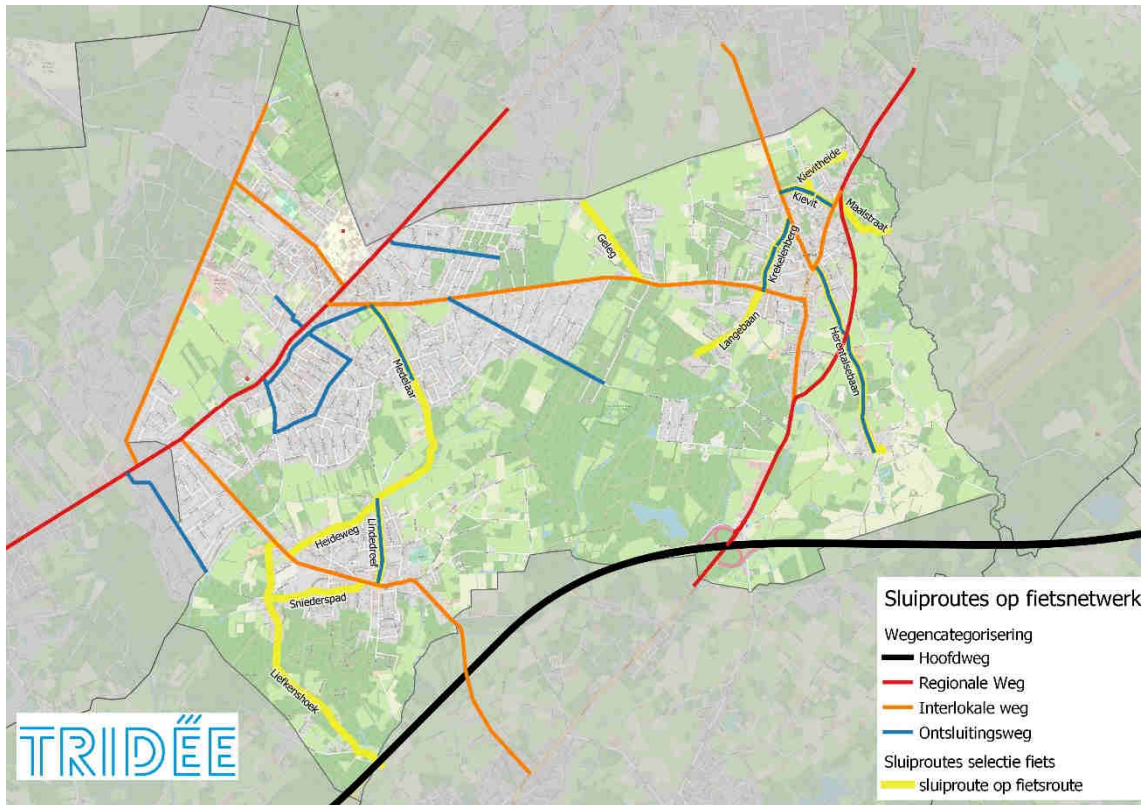 Kievitheide
Kievit
Maalstraat
Geleg
Krekelenberg
Langebaan
Herentalsebaan
Medelaar
Lindedreef
Heideweg
Sniederspad
Liefkenshoek
TRIDËE
Sluiproutes op fietsnetwerk
Wegencategorisering
Hoofdweg
Regionale Weg
Interlokale weg
Ontsluitingsweg
Sluiproutes selectie fiets
sluiproute op fietsroute